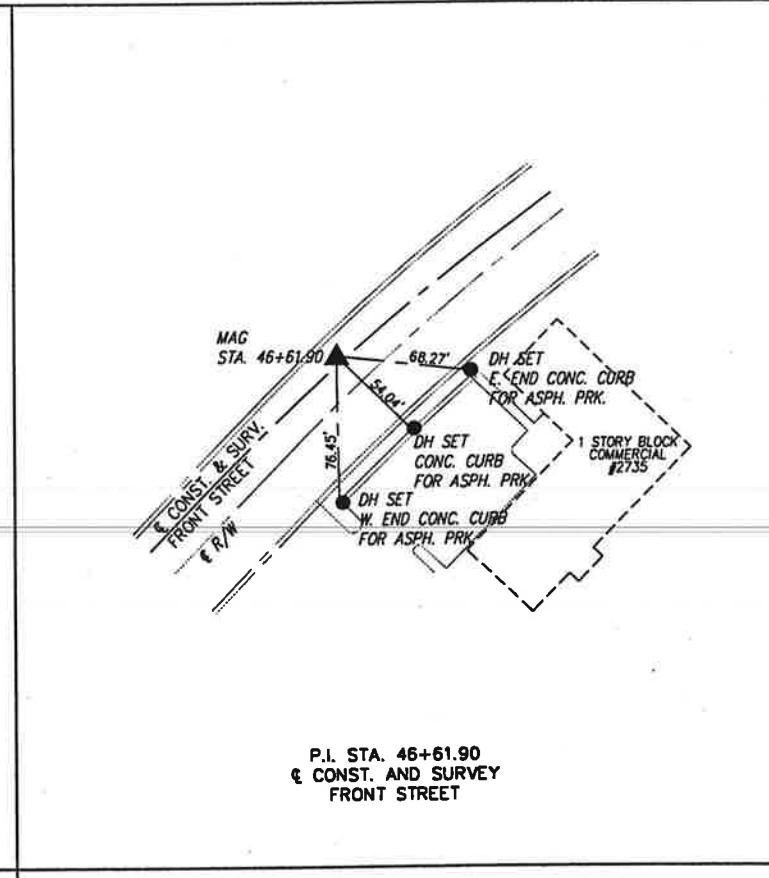 MAG
STA. 46+61.90
68.27'
54.04'
76.45'
DH SET
E. END CONC. CURB
FOR ASPH. PRK.
DH SET
CONC. CURB
FOR ASPH. PRK.
DH SET
W. END CONC. CURB
FOR ASPH. PRK.
1 STORY BLOCK
COMMERCIAL
#2735
℄ CONST. & SURV.
FRONT STREET
℄ R/W
P.I. STA. 46+61.90
℄ CONST. AND SURVEY
FRONT STREET